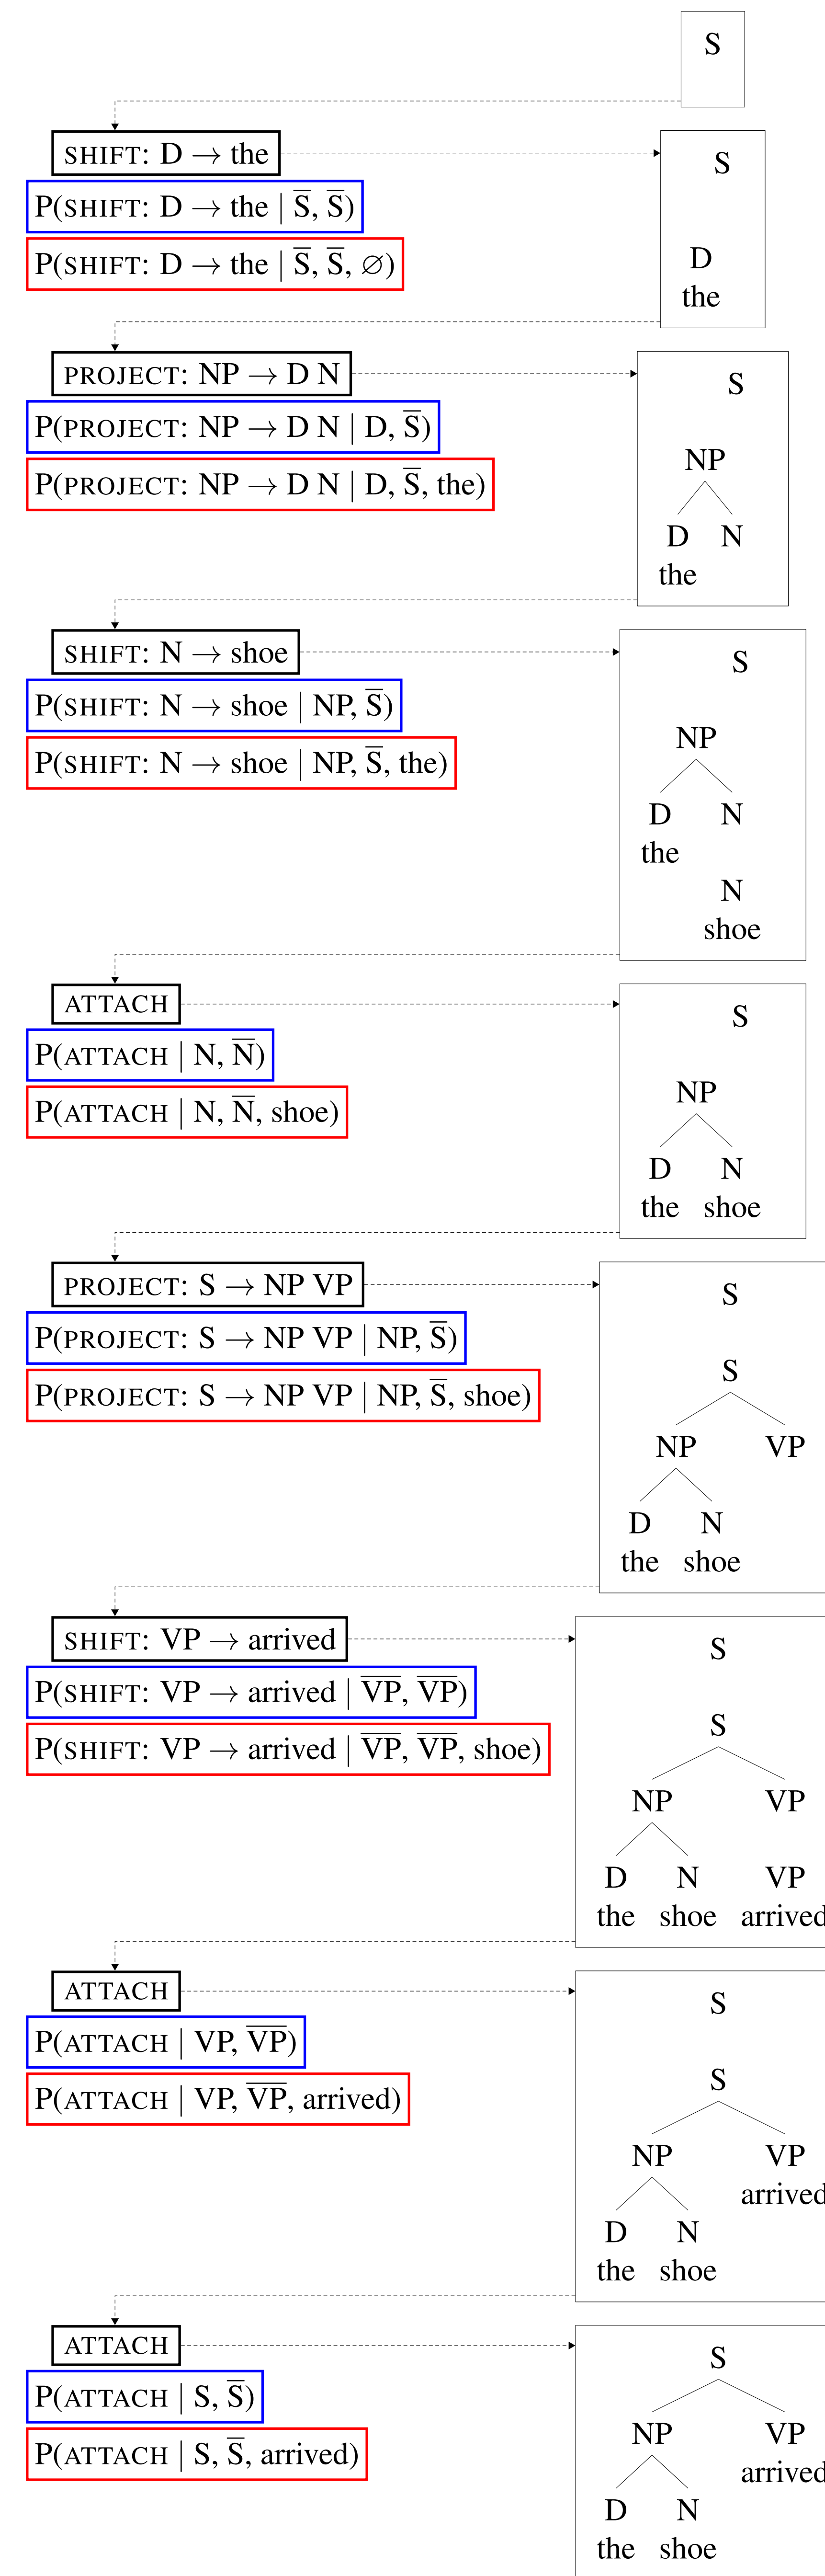 S
SHIFT: D → the
P(SHIFT: D → the | S̅, S̅)
P(SHIFT: D → the | S̅, S̅, ∅)
S
D
the
PROJECT: NP → D N
P(PROJECT: NP → D N | D, S̅)
P(PROJECT: NP → D N | D, S̅, the)
S
NP
D N
the
SHIFT: N → shoe
P(SHIFT: N → shoe | NP, S̅)
P(SHIFT: N → shoe | NP, S̅, the)
S
NP
D N
the
N
shoe
ATTACH
P(ATTACH | N, N̅)
P(ATTACH | N, N̅, shoe)
S
NP
D N
the shoe
PROJECT: S → NP VP
P(PROJECT: S → NP VP | NP, S̅)
P(PROJECT: S → NP VP | NP, S̅, shoe)
S
S
NP VP
D N
the shoe
SHIFT: VP → arrived
P(SHIFT: VP → arrived | V̅P̅, V̅P̅)
P(SHIFT: VP → arrived | V̅P̅, V̅P̅, shoe)
S
S
NP VP
D N VP
the shoe arrived
ATTACH
P(ATTACH | VP, V̅P̅)
P(ATTACH | VP, V̅P̅, arrived)
S
S
NP VP
arrived
D N
the shoe
ATTACH
P(ATTACH | S, S̅)
P(ATTACH | S, S̅, arrived)
S
NP VP
arrived
D N
the shoe